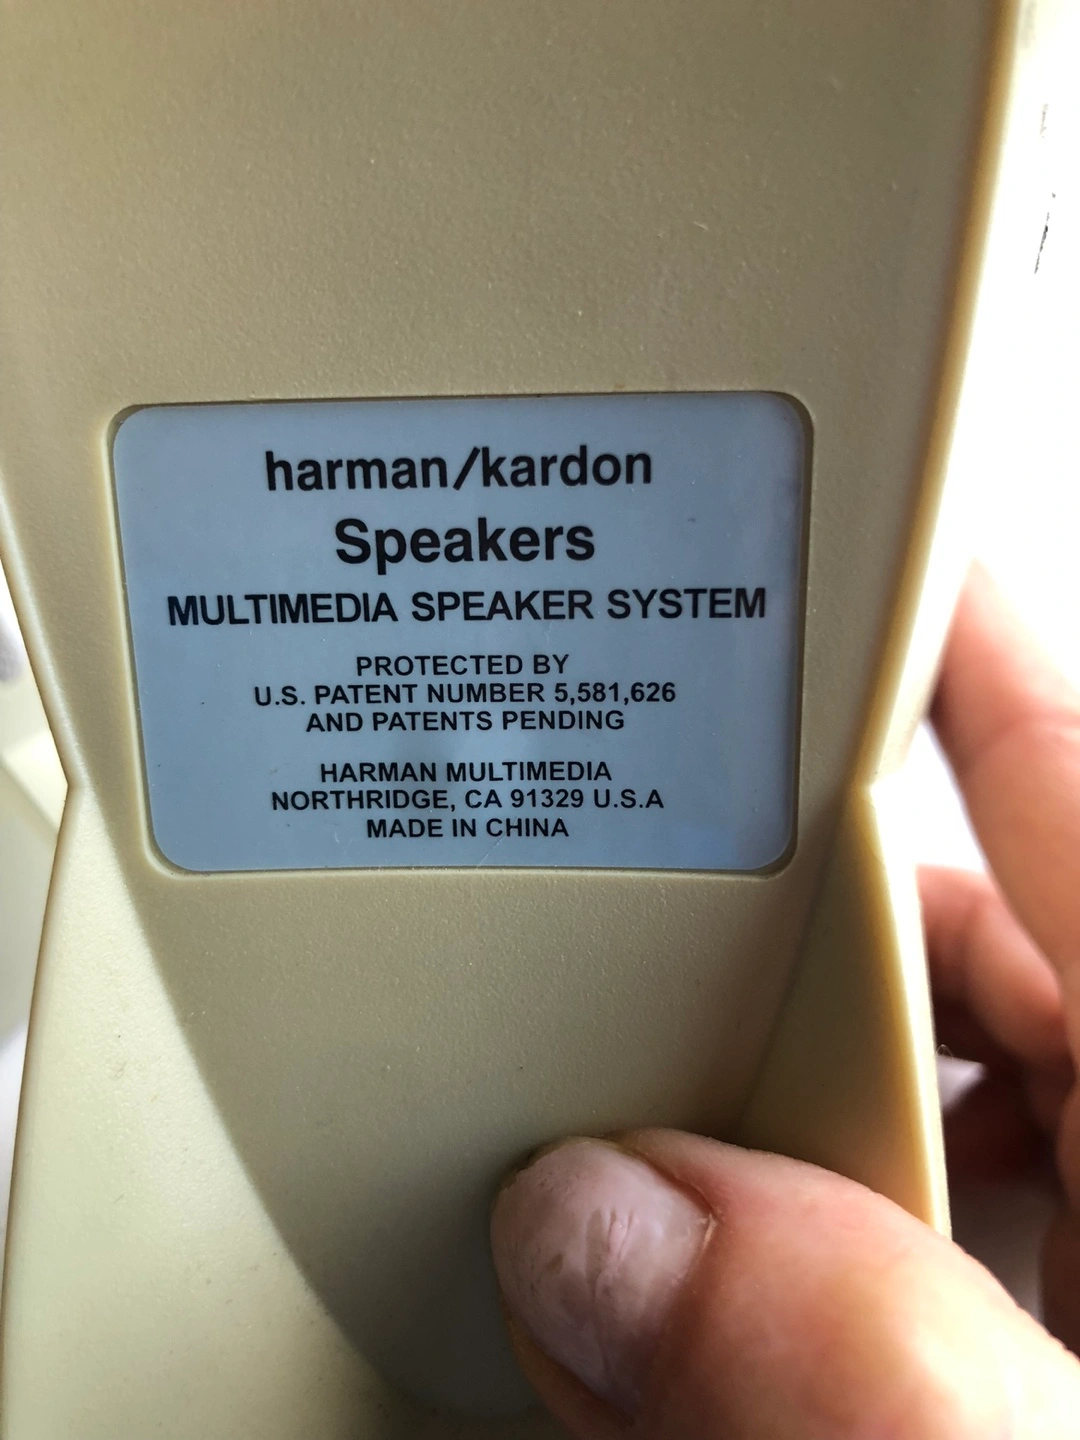 harman/kardon
Speakers
MULTIMEDIA SPEAKER SYSTEM
PROTECTED BY
U.S. PATENT NUMBER 5,581,626
AND PATENTS PENDING
HARMAN MULTIMEDIA
NORTHRIDGE, CA 91329 U.S.A
MADE IN CHINA